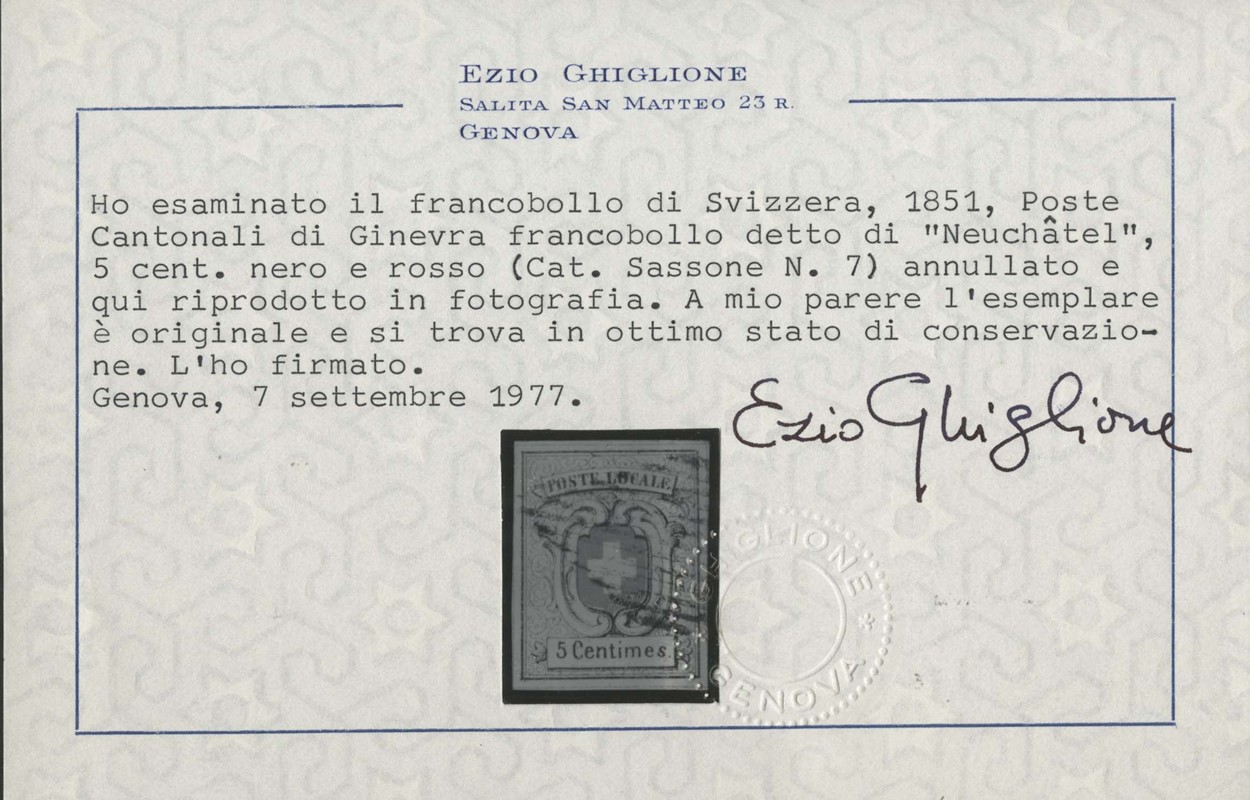 EZIO GHIGLIONE
SALITA SAN MATTEO 23 R.
GENOVA
Ho esaminato il francobollo di Svizzera, 1851, Poste
Cantonali di Ginevra francobollo detto di "Neuchâtel",
5 cent. nero e rosso (Cat. Sassone N. 7) annullato e
qui riprodotto in fotografia. A mio parere l'esemplare
è originale e si trova in ottimo stato di conservazio-
ne. L'ho firmato.
Genova, 7 settembre 1977.
Ezio Ghiglione
POSTE LOCALE
5 Centimes.
GHIGLIONE *
GENOVA